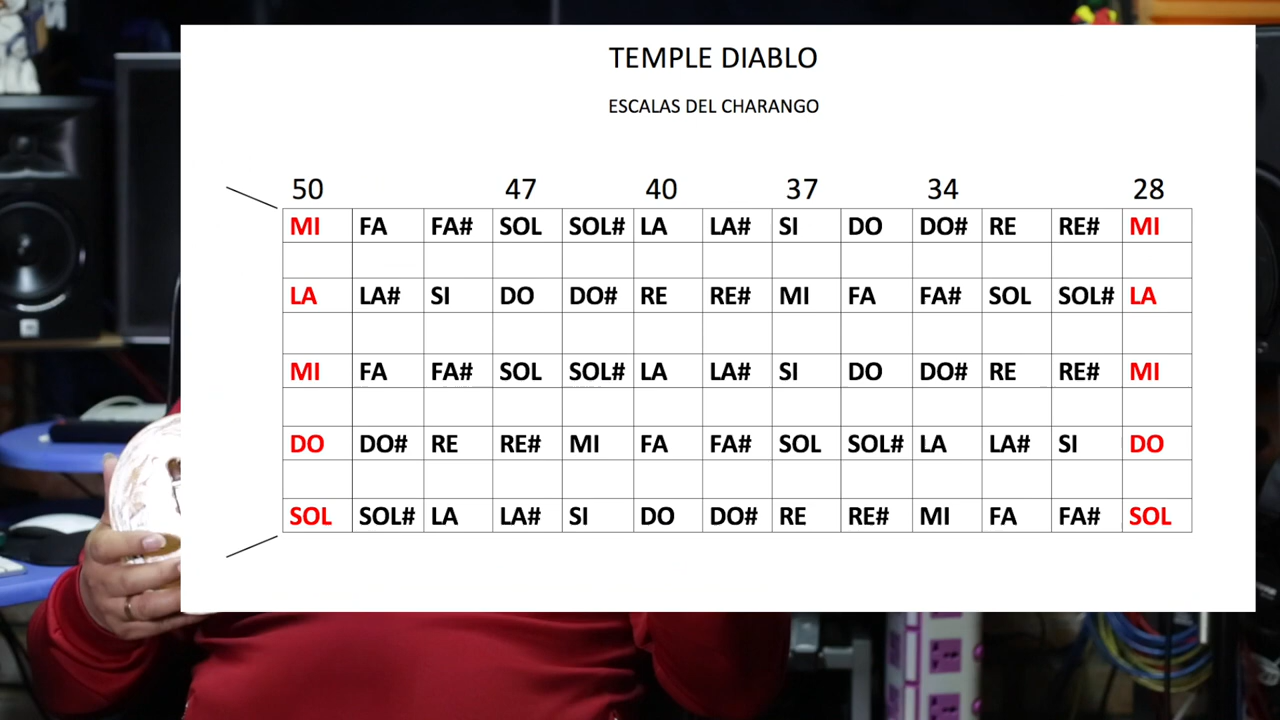 TEMPLE DIABLO
ESCALAS DEL CHARANGO
50 47 40 37 34 28
MI FA FA# SOL SOL# LA LA# SI DO DO# RE RE# MI
LA LA# SI DO DO# RE RE# MI FA FA# SOL SOL# LA
MI FA FA# SOL SOL# LA LA# SI DO DO# RE RE# MI
DO DO# RE RE# MI FA FA# SOL SOL# LA LA# SI DO
SOL SOL# LA LA# SI DO DO# RE RE# MI FA FA# SOL